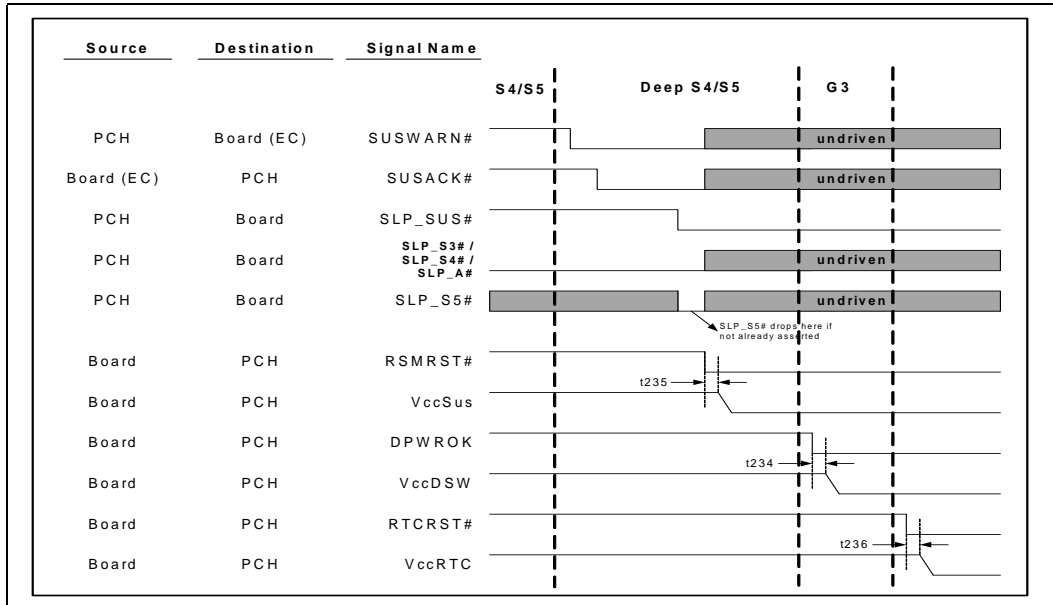 Source Destination Signal Name
S4/S5 Deep S4/S5 G3
PCH Board (EC) SUSWARN# undriven
Board (EC) PCH SUSACK# undriven
PCH Board SLP_SUS#
PCH Board SLP_S3# /
SLP_S4# /
SLP_A# undriven
PCH Board SLP_S5# undriven
SLP_S5# drops here if
not already asserted
Board PCH RSMRST#
t235
Board PCH VccSus
Board PCH DPWROK
t234
Board PCH VccDSW
Board PCH RTCRST#
t236
Board PCH VccRTC